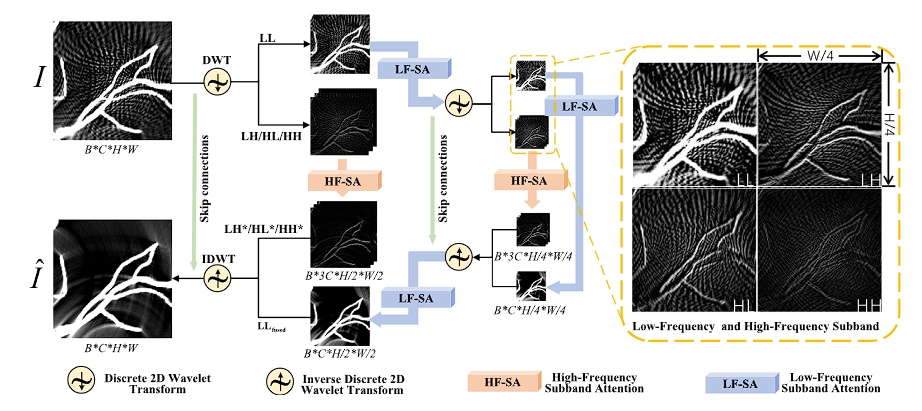 I
B*C*H*W
DWT
LL
LH/HL/HH
LF-SA
HF-SA
Skip connections
Skip connections
LF-SA
HF-SA
W/4
H/4
LL
LH
HL
HH
Low-Frequency and High-Frequency Subband
Î
B*C*H*W
IDWT
LH*/HL*/HH*
B*3C*H/2*W/2
LLfused
B*C*H/2*W/2
LF-SA
B*3C*H/4*W/4
B*C*H/4*W/4
Discrete 2D Wavelet
Transform
Inverse Discrete 2D
Wavelet Transform
HF-SA
High-Frequency
Subband Attention
LF-SA
Low-Frequency
Subband Attention